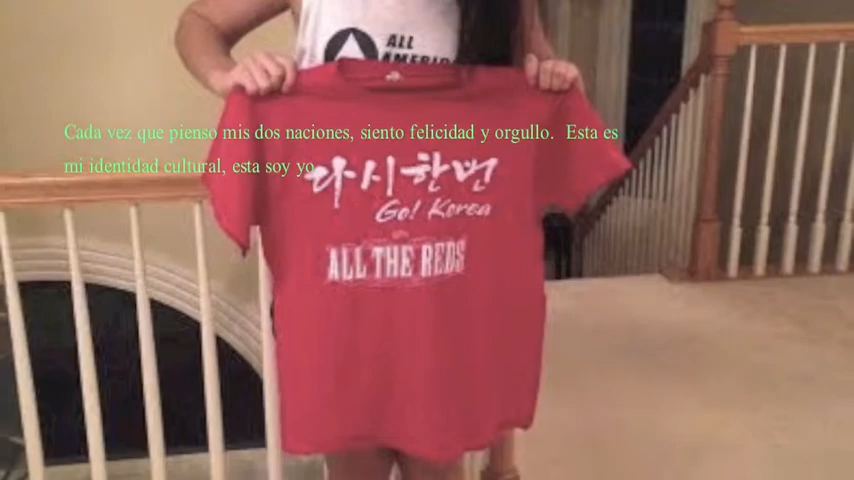 ALL
AMERIC
Cada vez que pienso mis dos naciones, siento felicidad y orgullo.  Esta es
mi identidad cultural, esta soy yo
다시한번
Go! Korea
ALL THE REDS